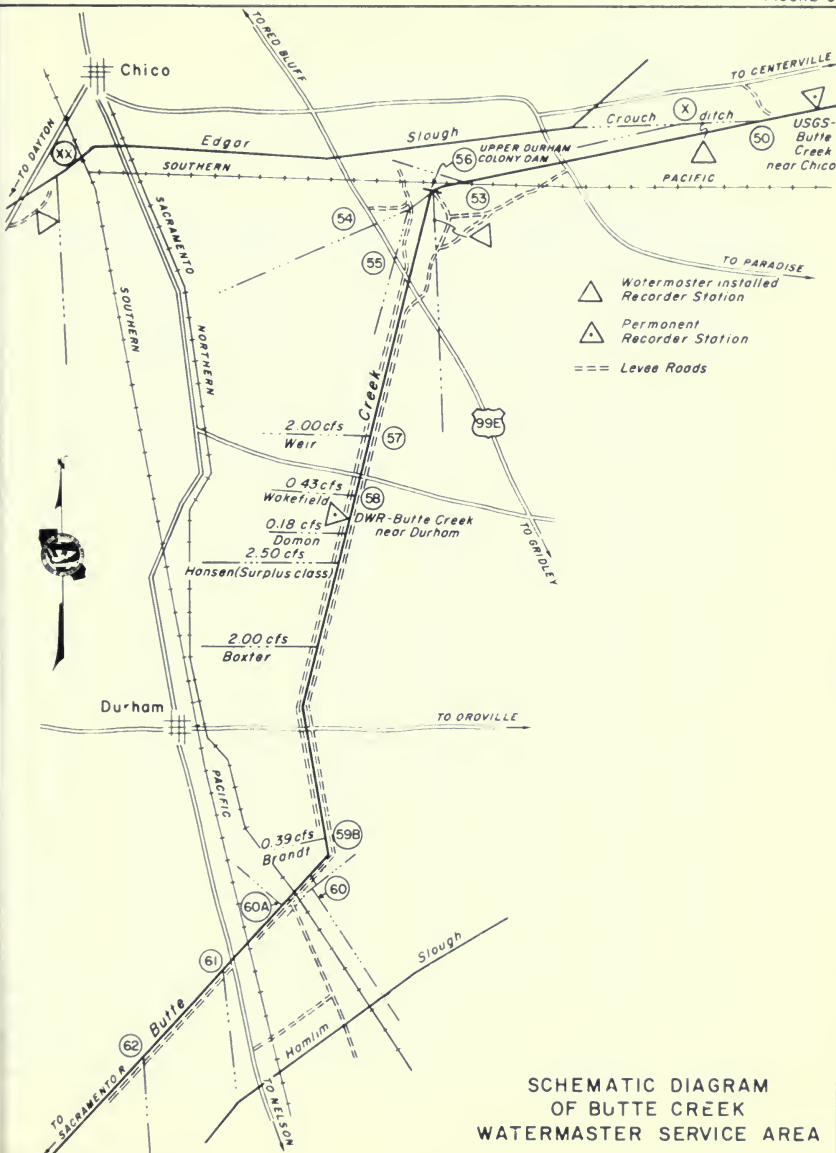 TO RED BLUFF
Chico
TO CENTERVILLE
TO DAYTON
XX
Edgar
Slough
Crouch
X
ditch
50
USGS-
Butte
Creek
near Chico
SOUTHERN
56
UPPER DURHAM
COLONY DAM
PACIFIC
53
54
55
SACRAMENTO
NORTHERN
SOUTHERN
PACIFIC
TO PARADISE
Watermaster installed
Recorder Station
Permanent
Recorder Station
=== Levee Roads
Creek
2.00 cfs
Weir
57
99E
0.43 cfs
Wakefield
58
DWR-Butte Creek
near Durham
0.18 cfs
Damon
2.50 cfs
Hansen (Surplus class)
TO GRIDLEY
2.00 cfs
Baxter
Durham
TO OROVILLE
0.39 cfs
Brandt
59B
60
60A
61
Slough
Hamlin
Butte
62
TO
SACRAMENTO R
TO NELSON
SCHEMATIC DIAGRAM
OF BUTTE CREEK
WATERMASTER SERVICE AREA